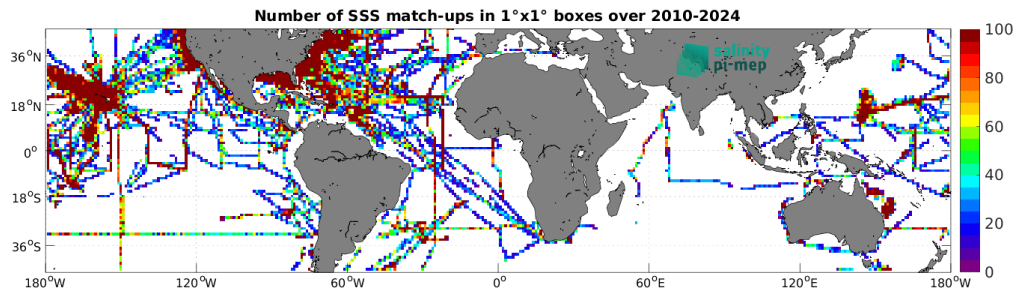 Number of SSS match-ups in 1°x1° boxes over 2010-2024
salinity
pi-mep
36°N
18°N
0°
18°S
36°S
180°W
120°W
60°W
0°
60°E
120°E
180°W
100
80
60
40
20
0